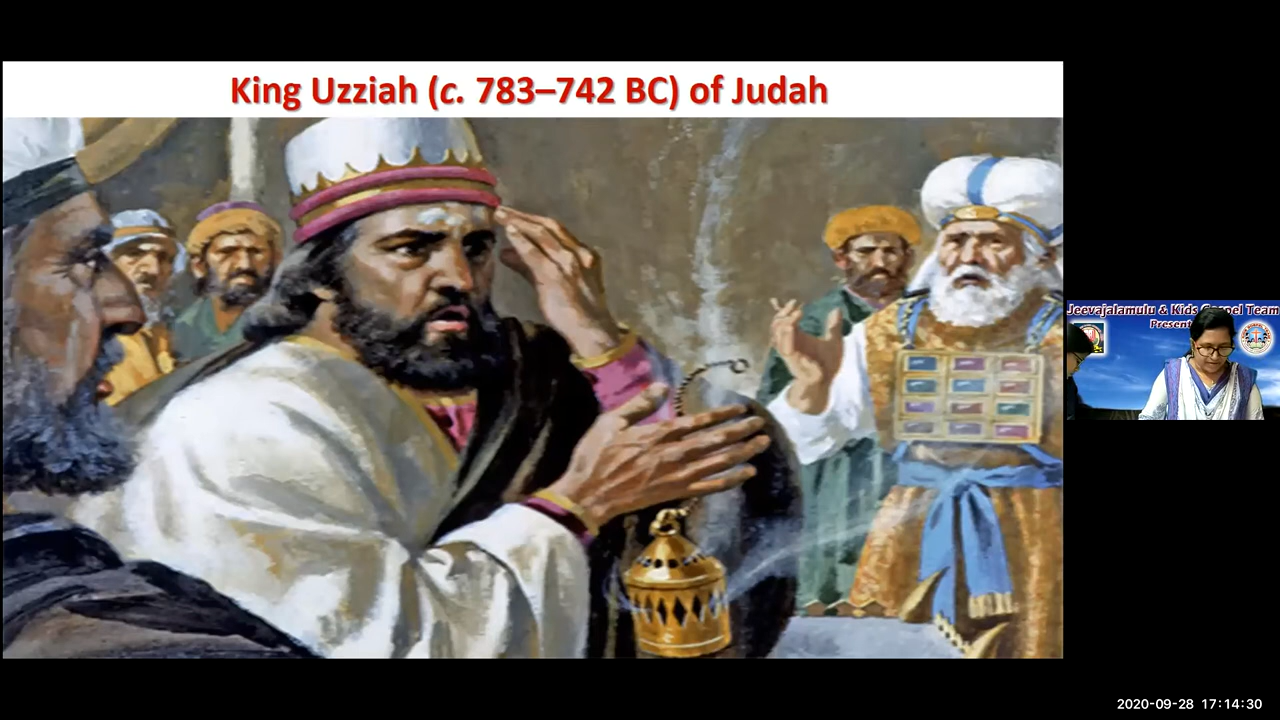 King Uzziah (c. 783–742 BC) of Judah
Jeevajalamulu & Kids Gospel Team
Present
2020-09-28 17:14:30